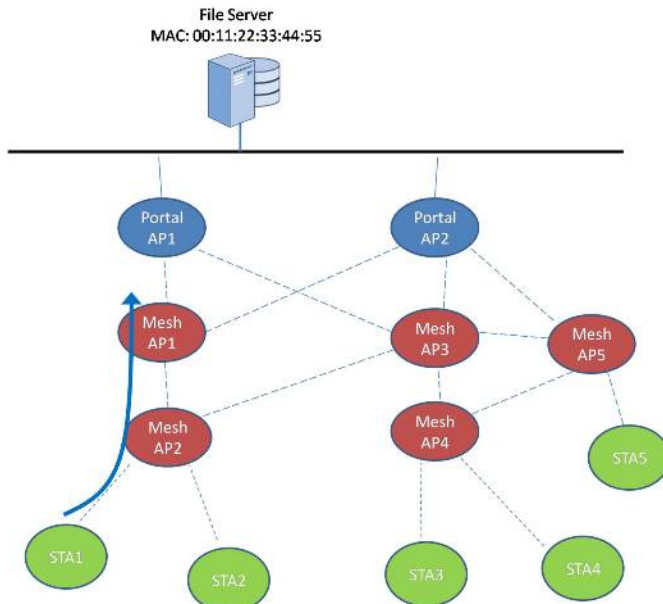 File Server
MAC: 00:11:22:33:44:55
Portal
AP1
Portal
AP2
Mesh
AP1
Mesh
AP3
Mesh
AP5
Mesh
AP2
Mesh
AP4
STA5
STA1
STA2
STA3
STA4